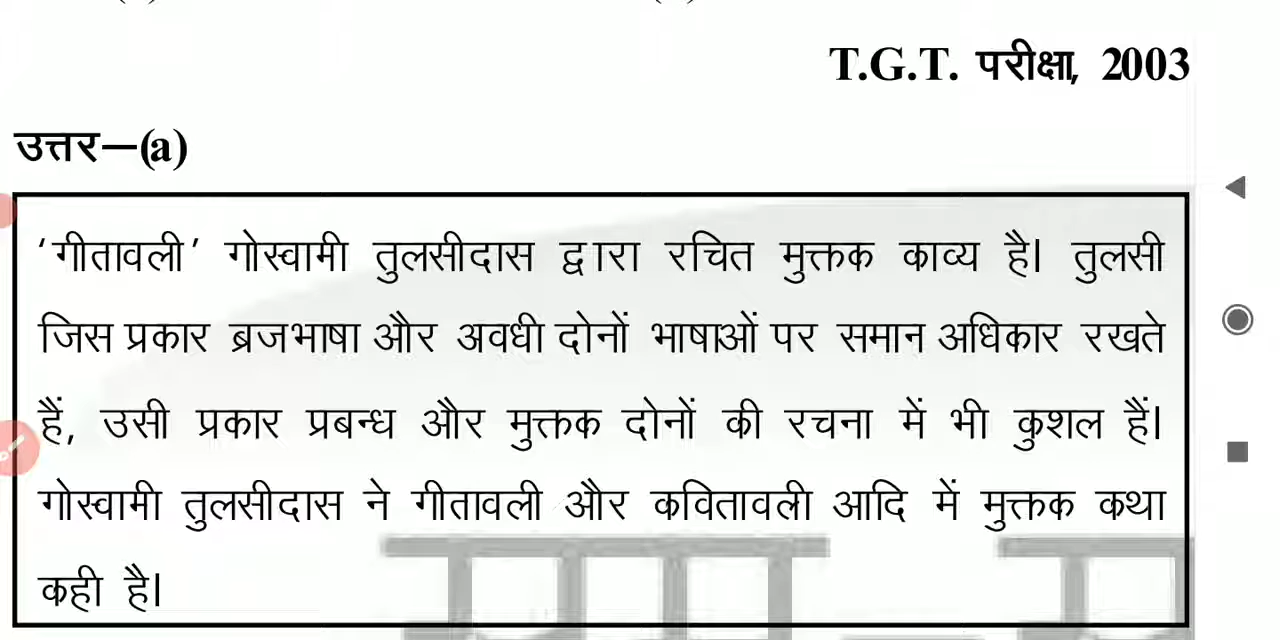 T.G.T. परीक्षा, 2003
उत्तर–(a)
‘गीतावली’ गोस्वामी तुलसीदास द्वारा रचित मुक्तक काव्य है। तुलसी
जिस प्रकार ब्रजभाषा और अवधी दोनों भाषाओं पर समान अधिकार रखते
हैं, उसी प्रकार प्रबन्ध और मुक्तक दोनों की रचना में भी कुशल हैं।
गोस्वामी तुलसीदास ने गीतावली और कवितावली आदि में मुक्तक कथा
कही है।